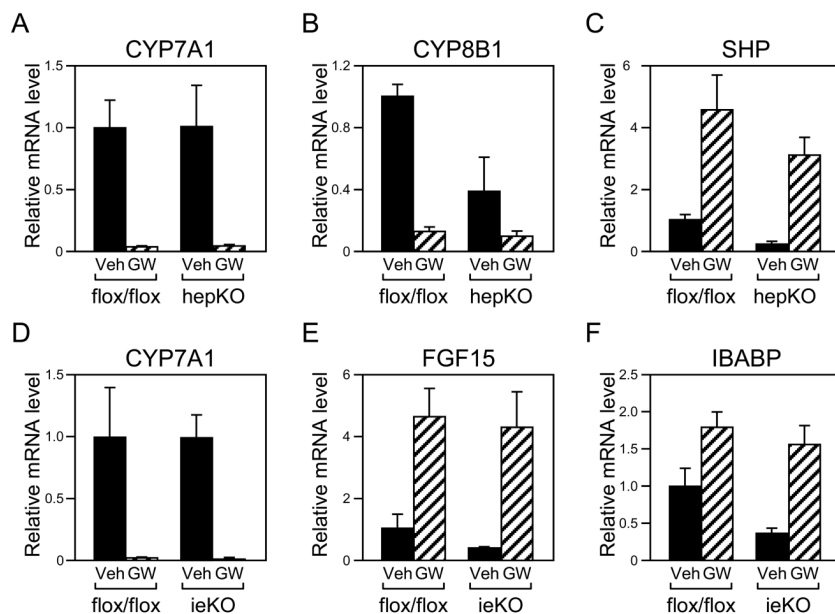 A
CYP7A1
Relative mRNA level
1.5
1.0
0.5
0
Veh GW Veh GW
flox/flox hepKO
B
CYP8B1
Relative mRNA level
1.2
0.8
0.4
0
Veh GW Veh GW
flox/flox hepKO
C
SHP
Relative mRNA level
6
4
2
0
Veh GW Veh GW
flox/flox hepKO
D
CYP7A1
Relative mRNA level
1.5
1.0
0.5
0
Veh GW Veh GW
flox/flox ieKO
E
FGF15
Relative mRNA level
6
4
2
0
Veh GW Veh GW
flox/flox ieKO
F
IBABP
Relative mRNA level
2.5
2.0
1.5
1.0
0.5
0
Veh GW Veh GW
flox/flox ieKO